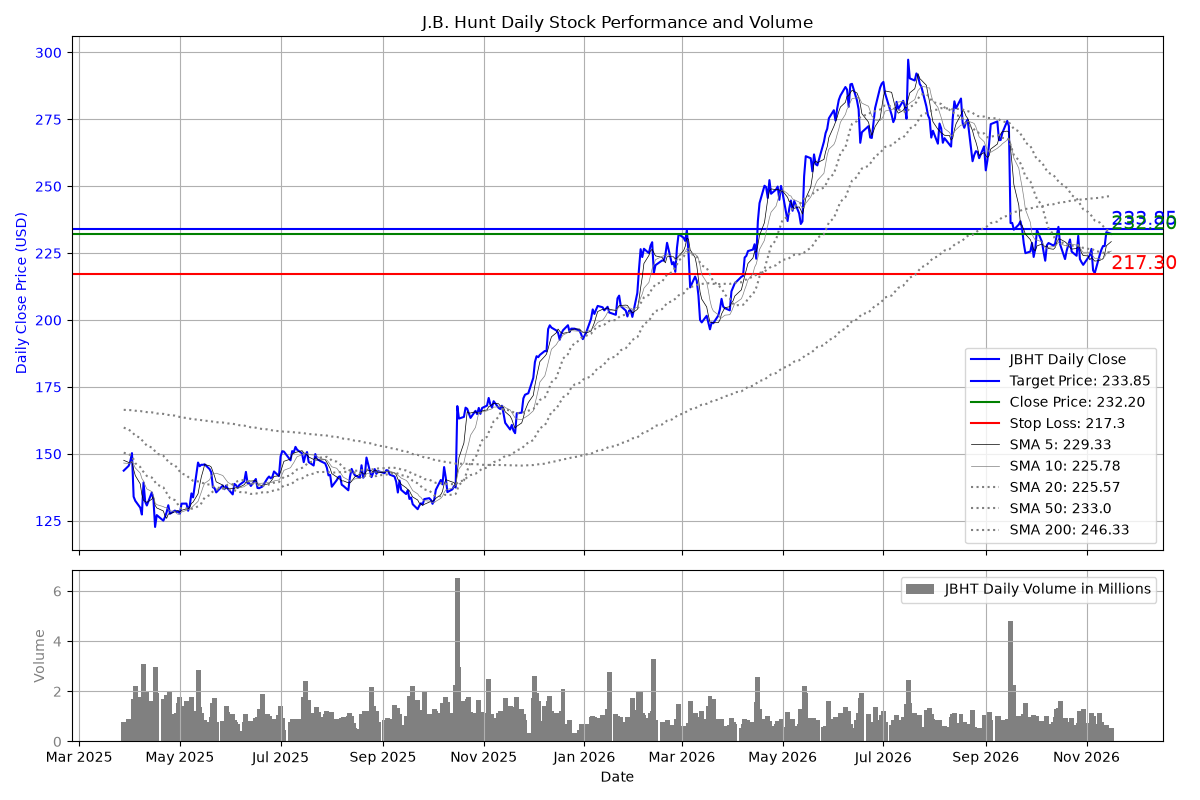 J.B. Hunt Daily Stock Performance and Volume
300
275
250
225
200
175
150
125
Daily Close Price (USD)
233.85
232.20
217.30
JBHT Daily Close
Target Price: 233.85
Close Price: 232.20
Stop Loss: 217.3
SMA 5: 229.33
SMA 10: 225.78
SMA 20: 225.57
SMA 50: 233.0
SMA 200: 246.33
6
4
2
0
Volume
JBHT Daily Volume in Millions
Mar 2025 May 2025 Jul 2025 Sep 2025 Nov 2025 Jan 2026 Mar 2026 May 2026 Jul 2026 Sep 2026 Nov 2026
Date